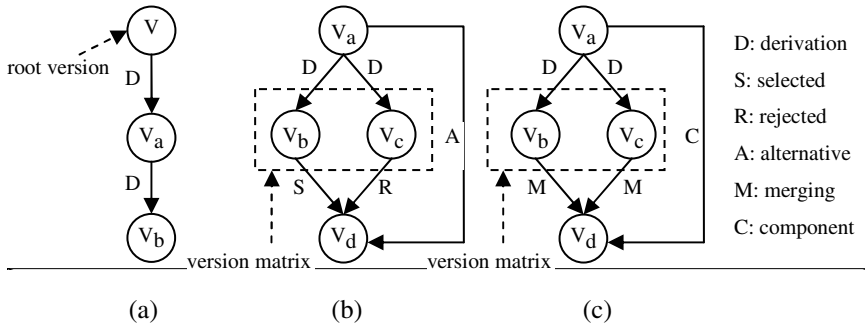 V
root version
D
Va
D
Vb
(a)
Va
D D
Vb Vc
A
S R
Vd
version matrix
(b)
Va
D D
Vb Vc
C
M M
Vd
version matrix
(c)
D: derivation
S: selected
R: rejected
A: alternative
M: merging
C: component